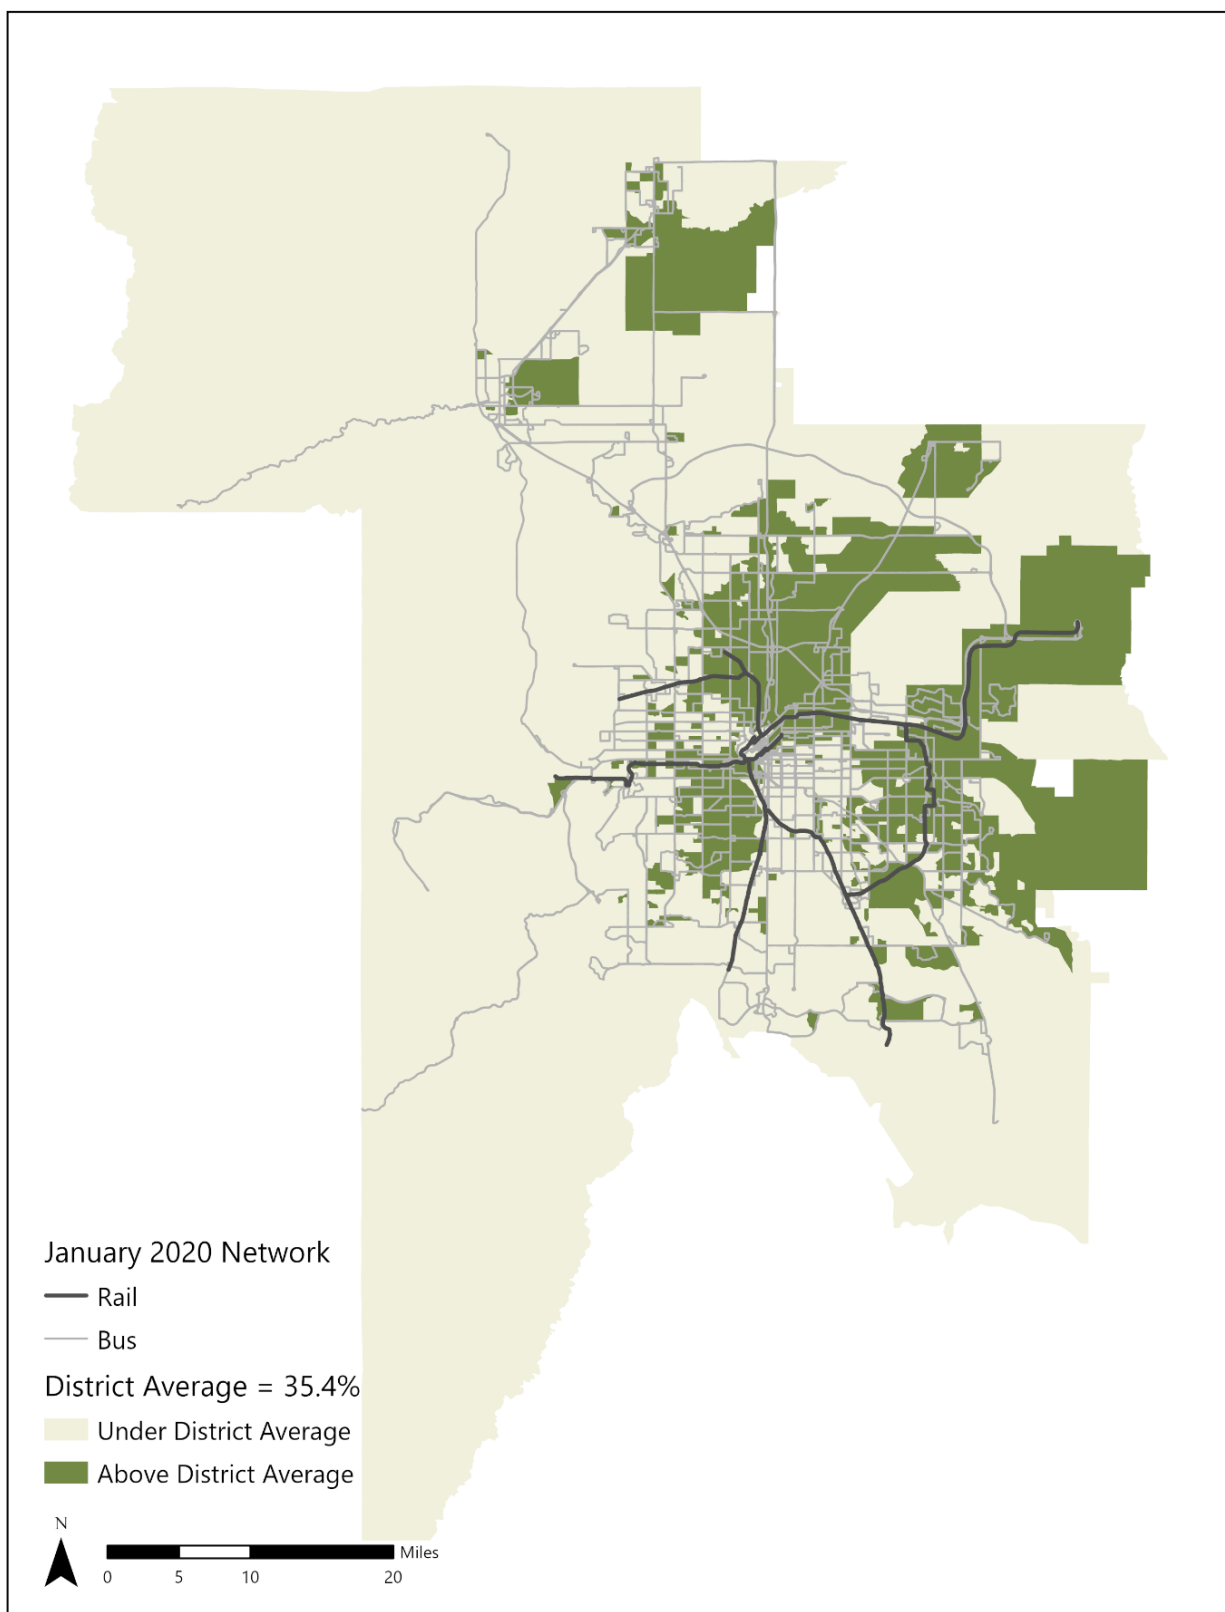 January 2020 Network
Rail
Bus
District Average = 35.4%
Under District Average
Above District Average
N
Miles
0 5 10 20